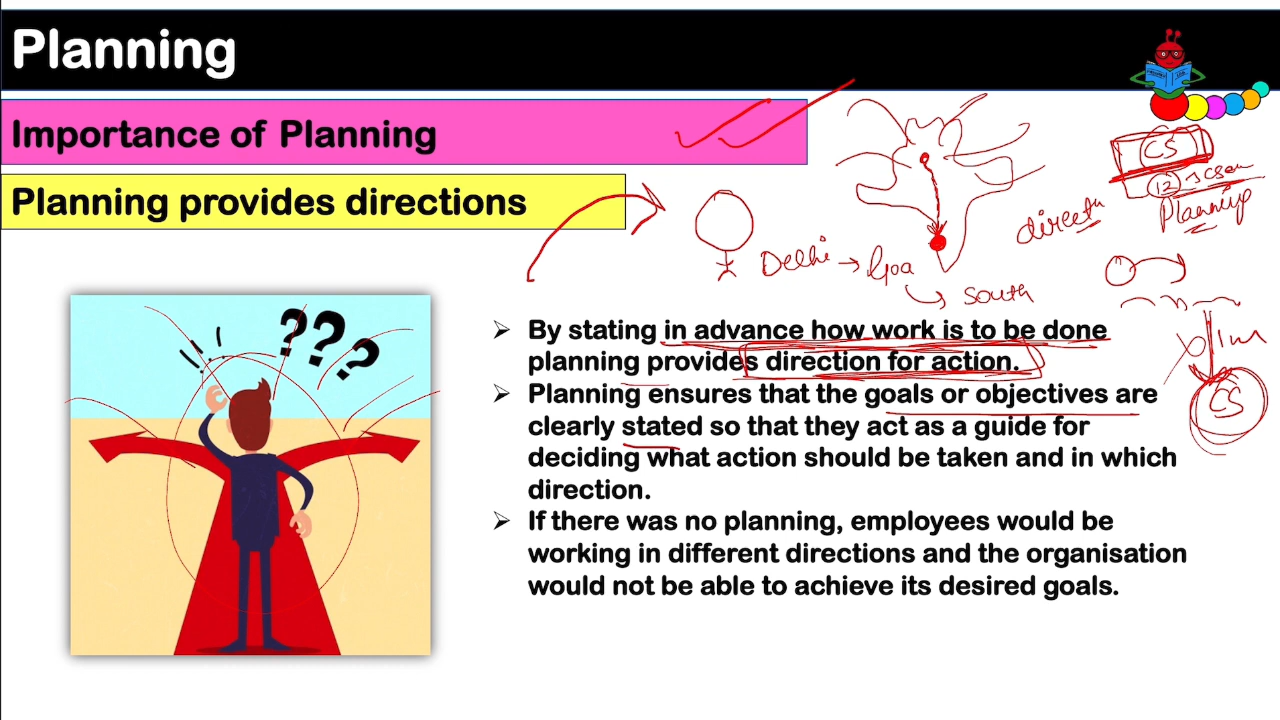 Planning
Importance of Planning
Planning provides directions
CS
12
Planning
Delhi → Goa
South
???
➢ By stating in advance how work is to be done
planning provides direction for action.
➢ Planning ensures that the goals or objectives are
clearly stated so that they act as a guide for
deciding what action should be taken and in which
direction.
➢ If there was no planning, employees would be
working in different directions and the organisation
would not be able to achieve its desired goals.
CS